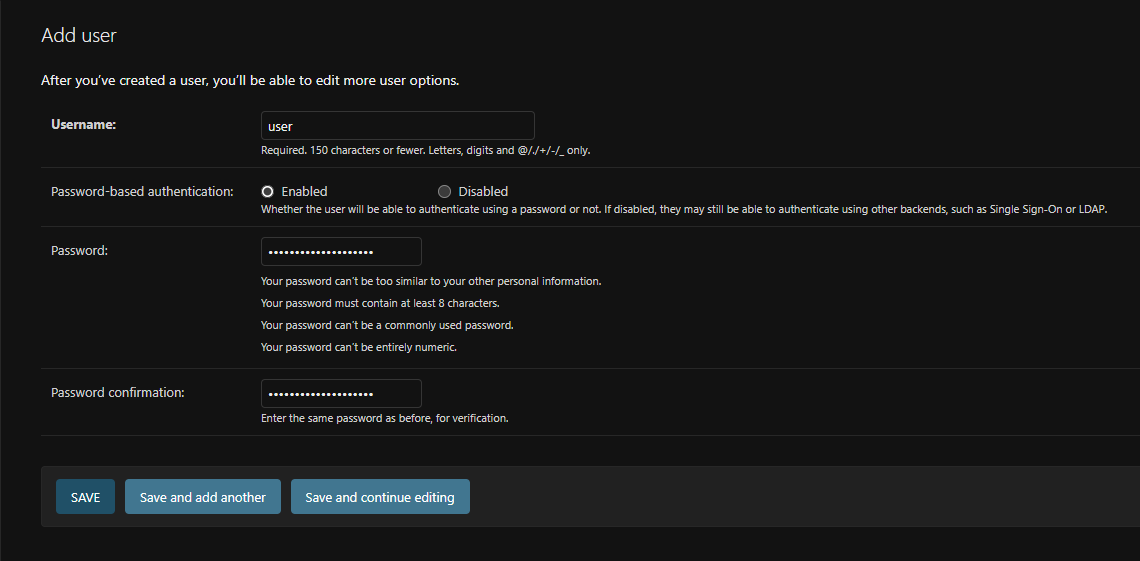 Add user
After you’ve created a user, you’ll be able to edit more user options.
Username:
user
Required. 150 characters or fewer. Letters, digits and @/./+/-/_ only.
Password-based authentication:
Enabled
Disabled
Whether the user will be able to authenticate using a password or not. If disabled, they may still be able to authenticate using other backends, such as Single Sign-On or LDAP.
Password:
••••••••••••••••••••
Your password can’t be too similar to your other personal information.
Your password must contain at least 8 characters.
Your password can’t be a commonly used password.
Your password can’t be entirely numeric.
Password confirmation:
••••••••••••••••••••
Enter the same password as before, for verification.
SAVE
Save and add another
Save and continue editing